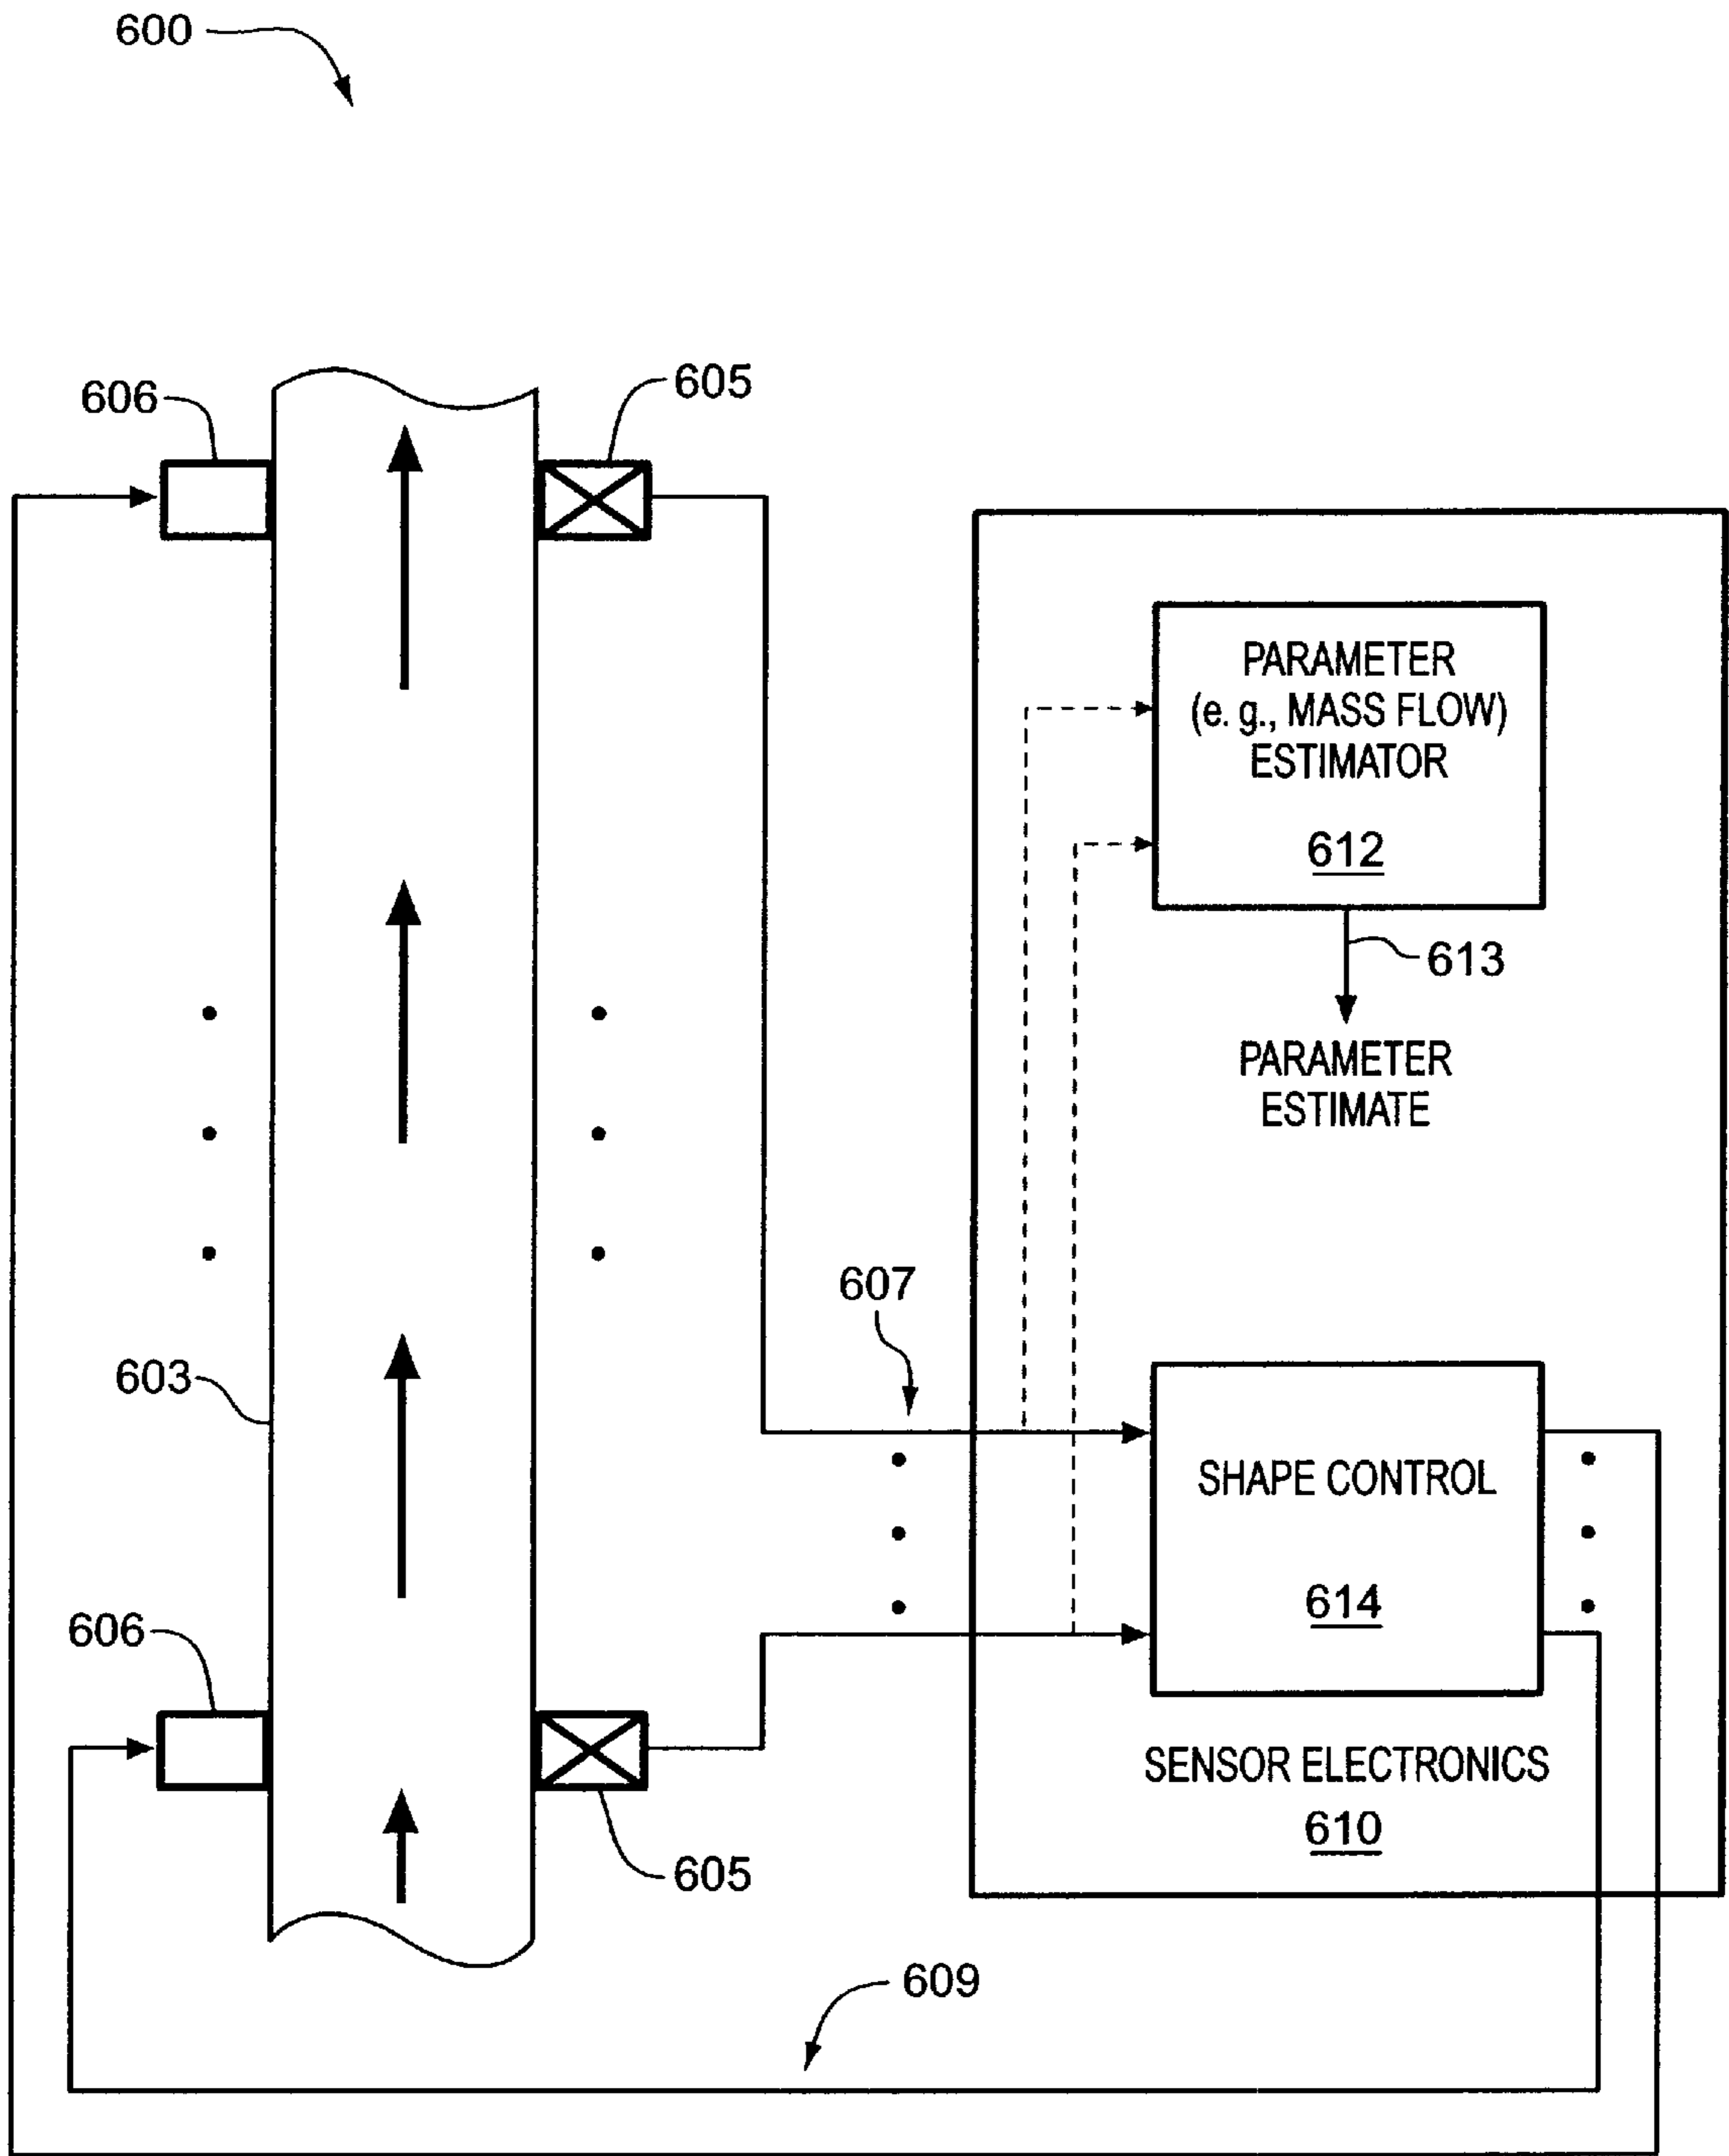 600
606
605
PARAMETER
(e. g., MASS FLOW)
ESTIMATOR
612
613
PARAMETER
ESTIMATE
607
603
SHAPE CONTROL
614
606
605
SENSOR ELECTRONICS
610
609